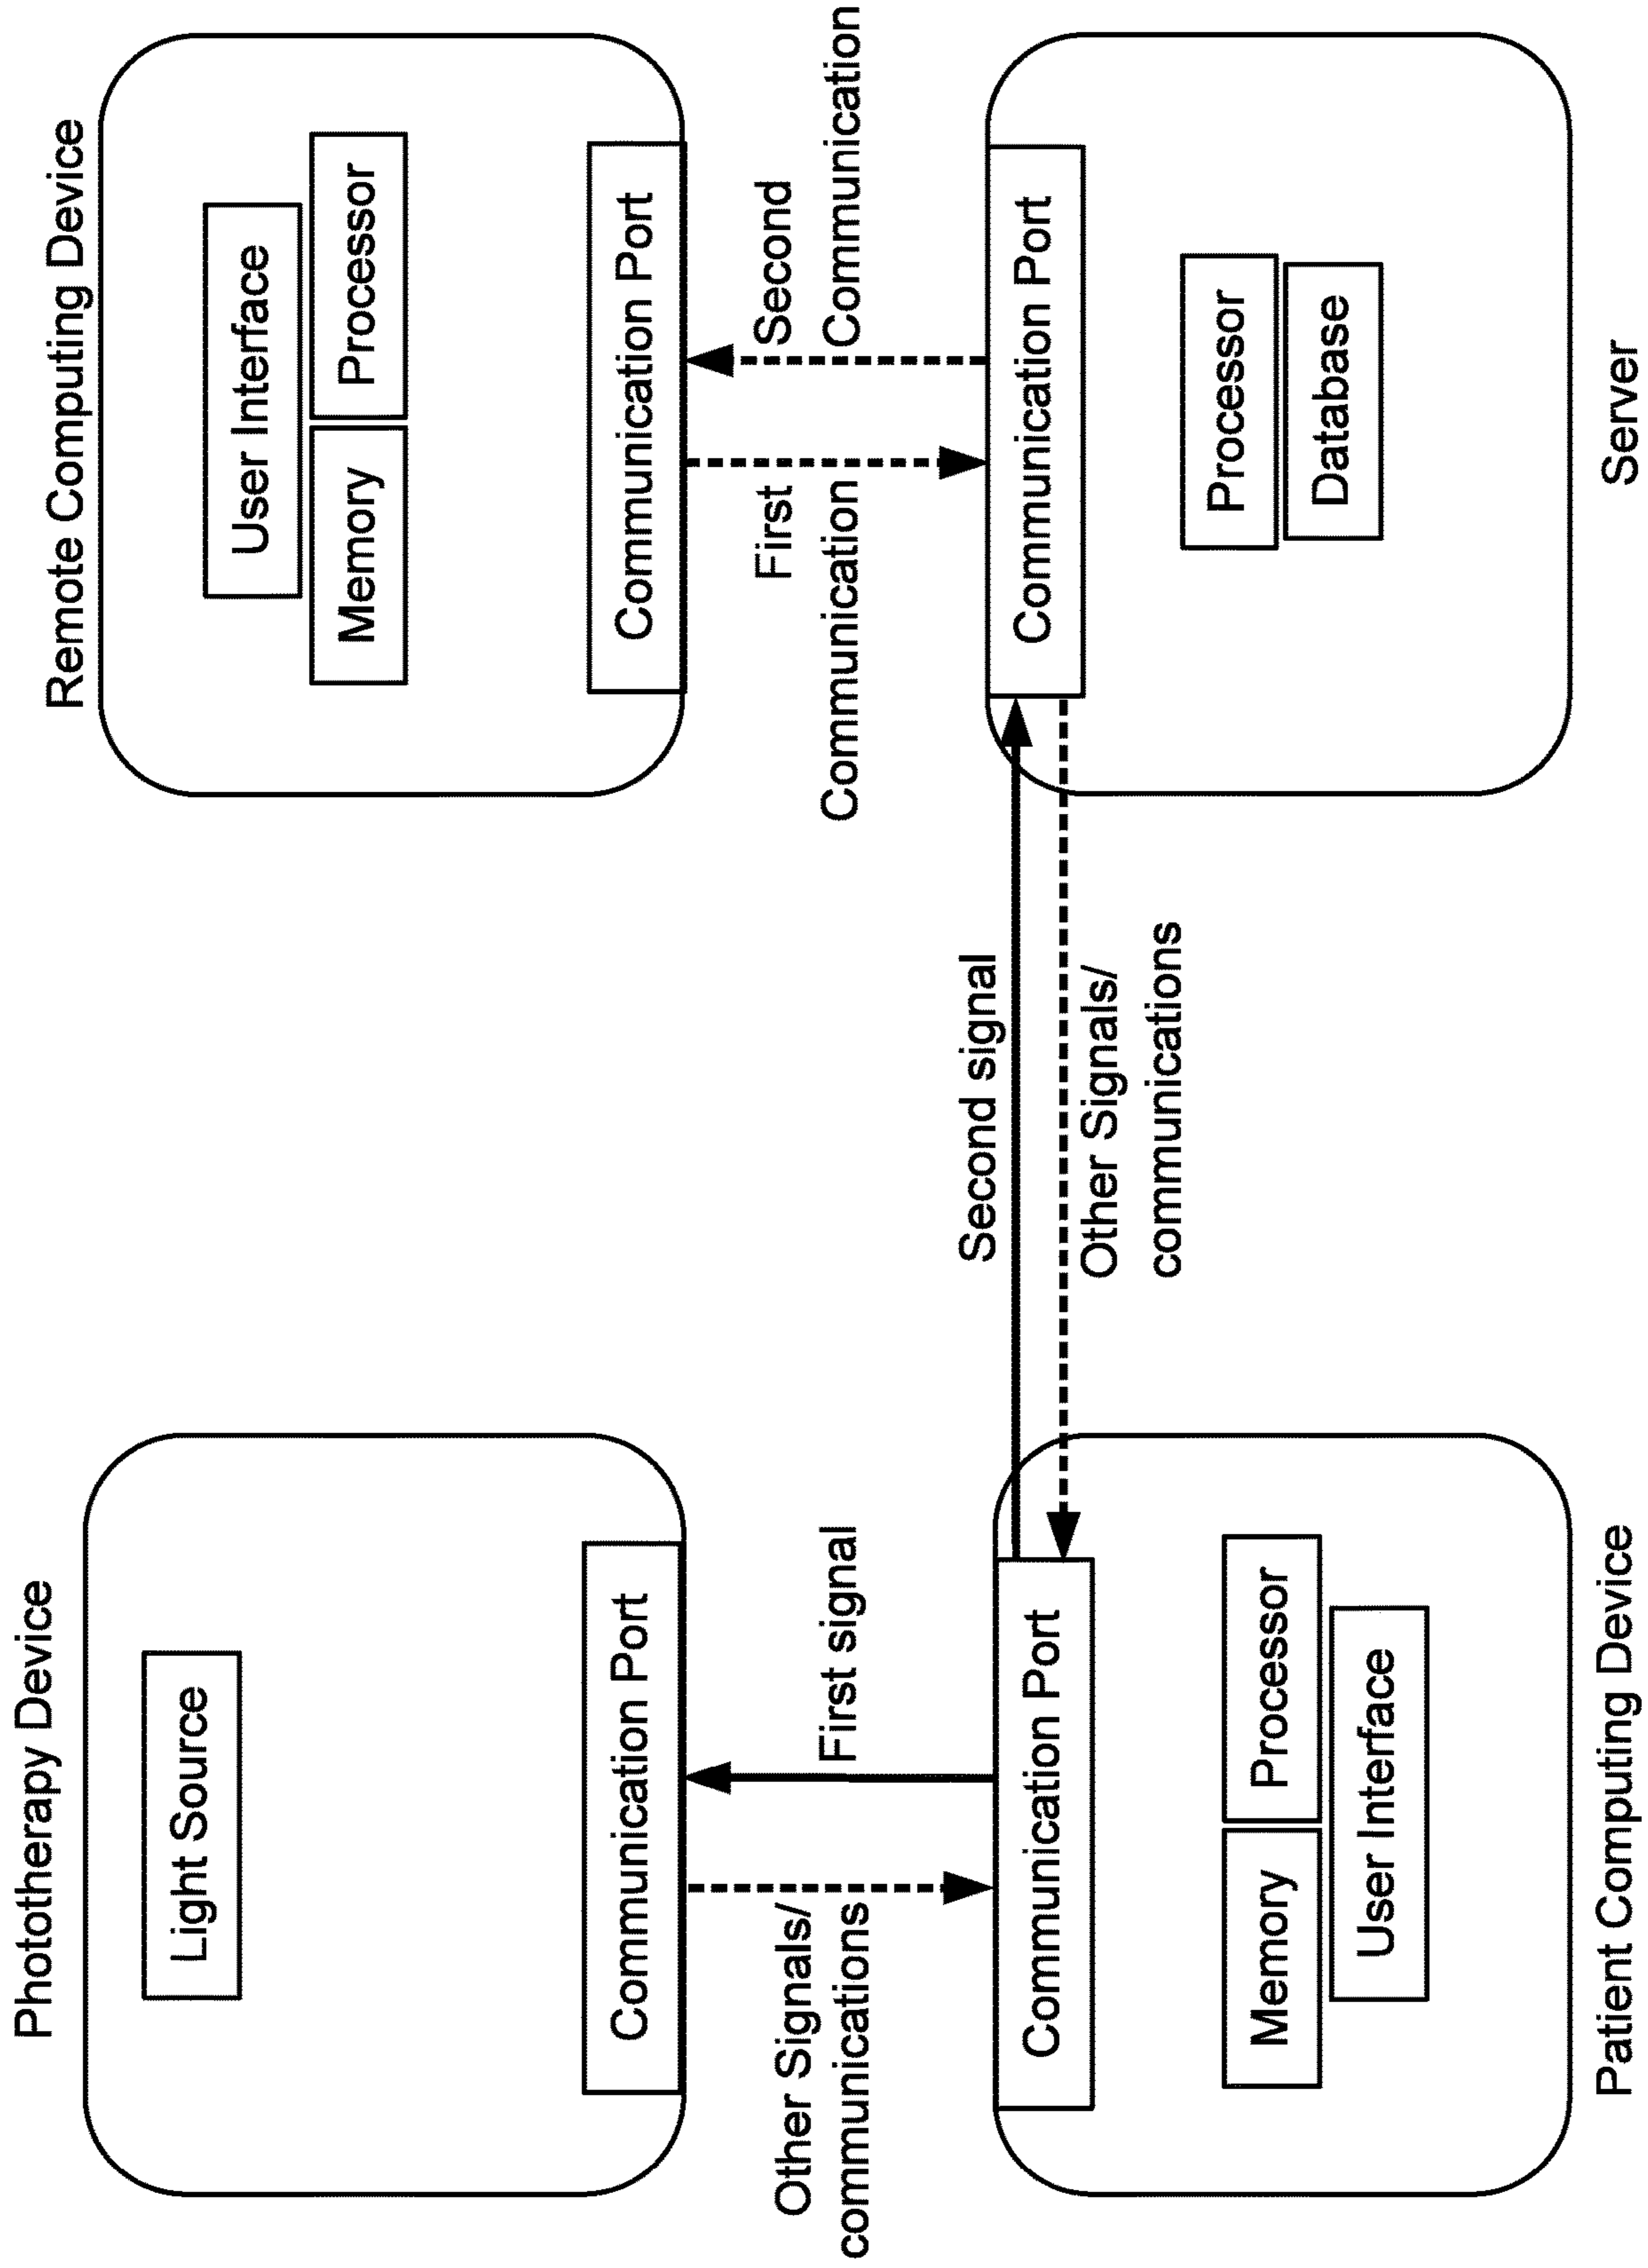 Phototherapy Device
Light Source
Communication Port
Other Signals/
communications
First signal
Communication Port
Memory
Processor
User Interface
Patient Computing Device
Second signal
Other Signals/
communications
Remote Computing Device
User Interface
Memory
Processor
Communication Port
First
Communication
Second
Communication
Communication Port
Processor
Database
Server